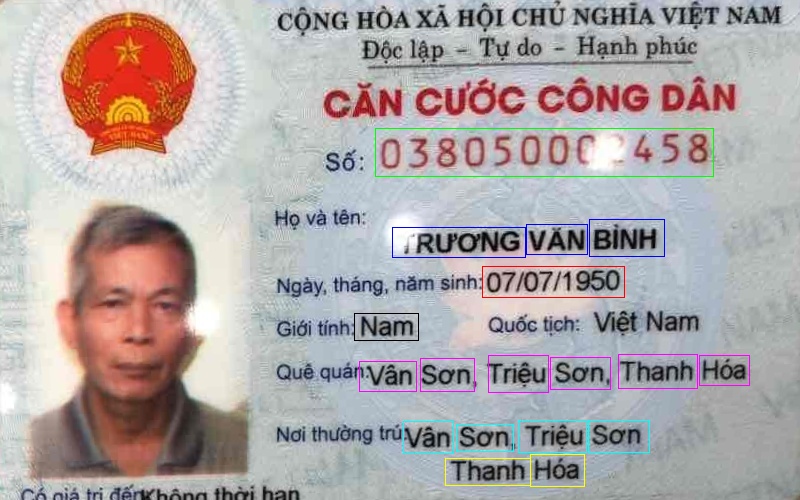 CỘNG HÒA XÃ HỘI CHỦ NGHĨA VIỆT NAM
Độc lập - Tự do - Hạnh phúc
CĂN CƯỚC CÔNG DÂN
Số: 038050002458
Họ và tên:
TRƯƠNG VĂN BÌNH
Ngày, tháng, năm sinh: 07/07/1950
Giới tính: Nam Quốc tịch: Việt Nam
Quê quán: Vân Sơn, Triệu Sơn, Thanh Hóa
Nơi thường trú: Vân Sơn, Triệu Sơn
Thanh Hóa
Có giá trị đến Không thời hạn